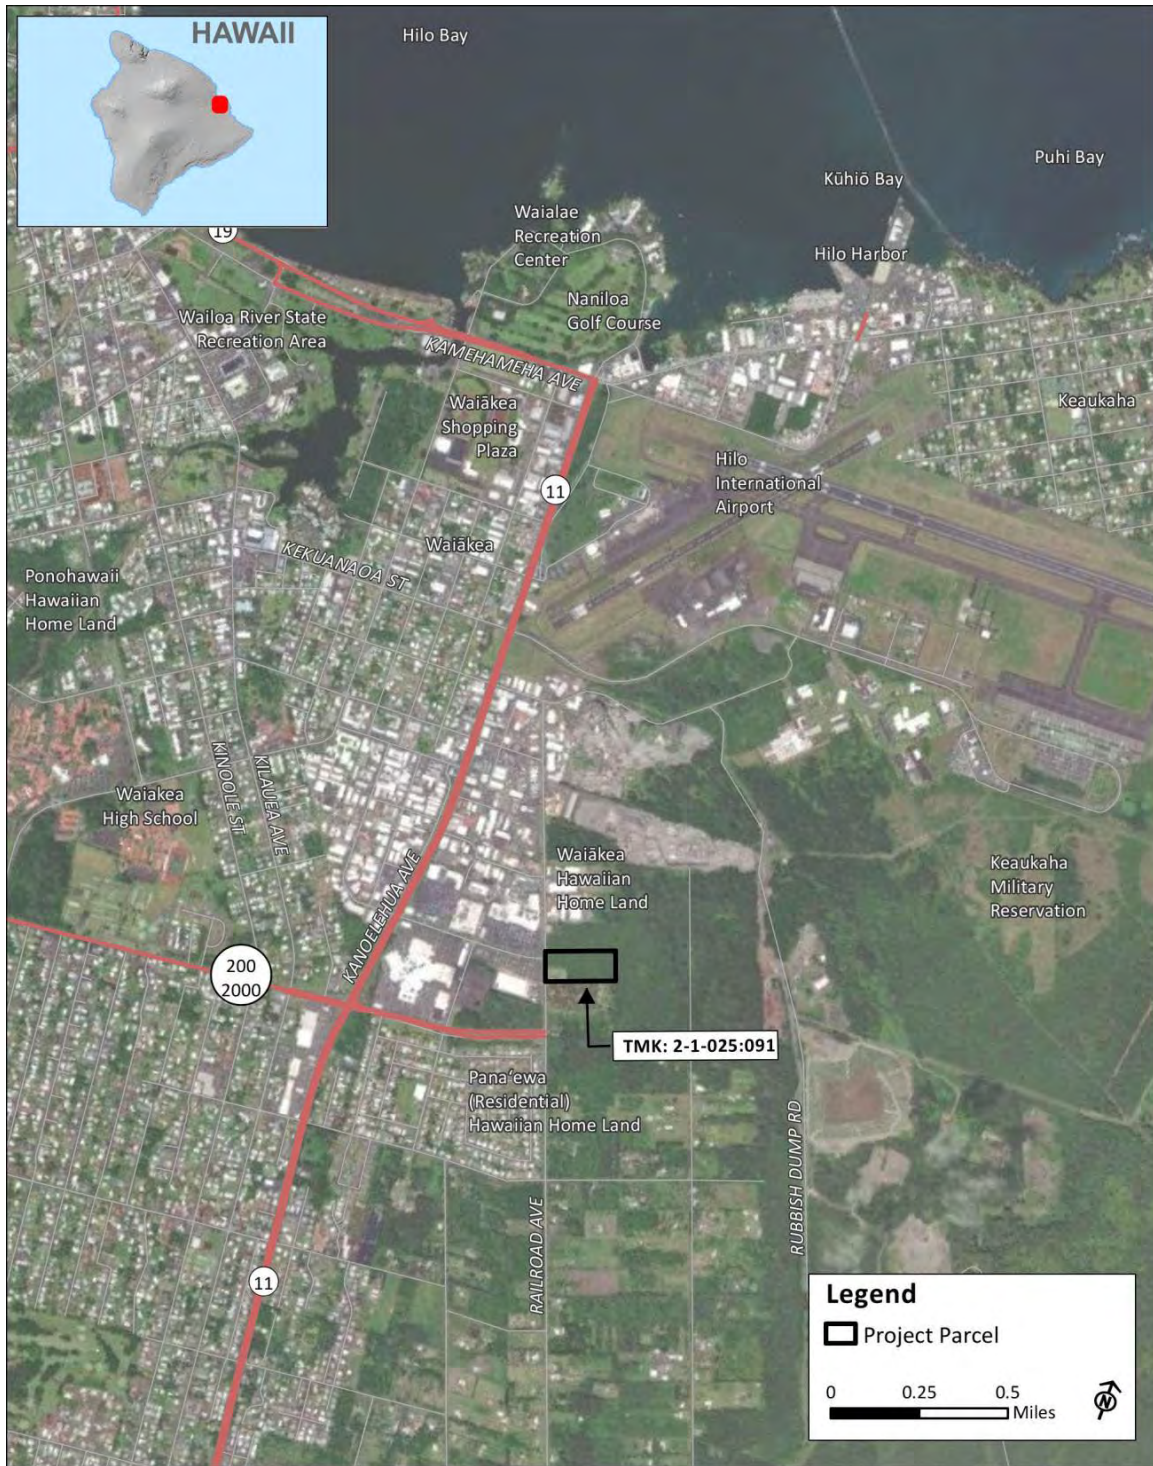 HAWAII
Hilo Bay
Puhi Bay
Kūhiō Bay
Waialae
Recreation
Center
Hilo Harbor
19
Naniloa
Golf Course
Wailoa River State
Recreation Area
KAMEHAMEHA AVE
Waiākea
Shopping
Plaza
Keaukaha
Hilo
International
Airport
11
Waiākea
KEKUANAOA ST
Ponohawaii
Hawaiian
Home Land
KINOOLE ST
KILAUEA AVE
Waiakea
High School
KANOELEHUA AVE
Waiākea
Hawaiian
Home Land
Keaukaha
Military
Reservation
200
2000
TMK: 2-1-025:091
Panaʻewa
(Residential)
Hawaiian Home Land
RAILROAD AVE
RUBBISH DUMP RD
11
Legend
Project Parcel
0 0.25 0.5
Miles
N